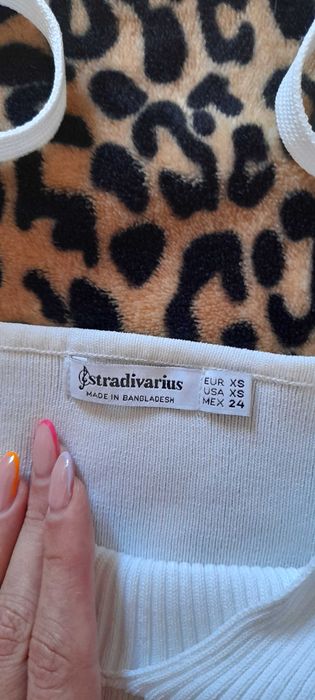 Stradivarius
MADE IN BANGLADESH
EUR XS
USA XS
MEX 24